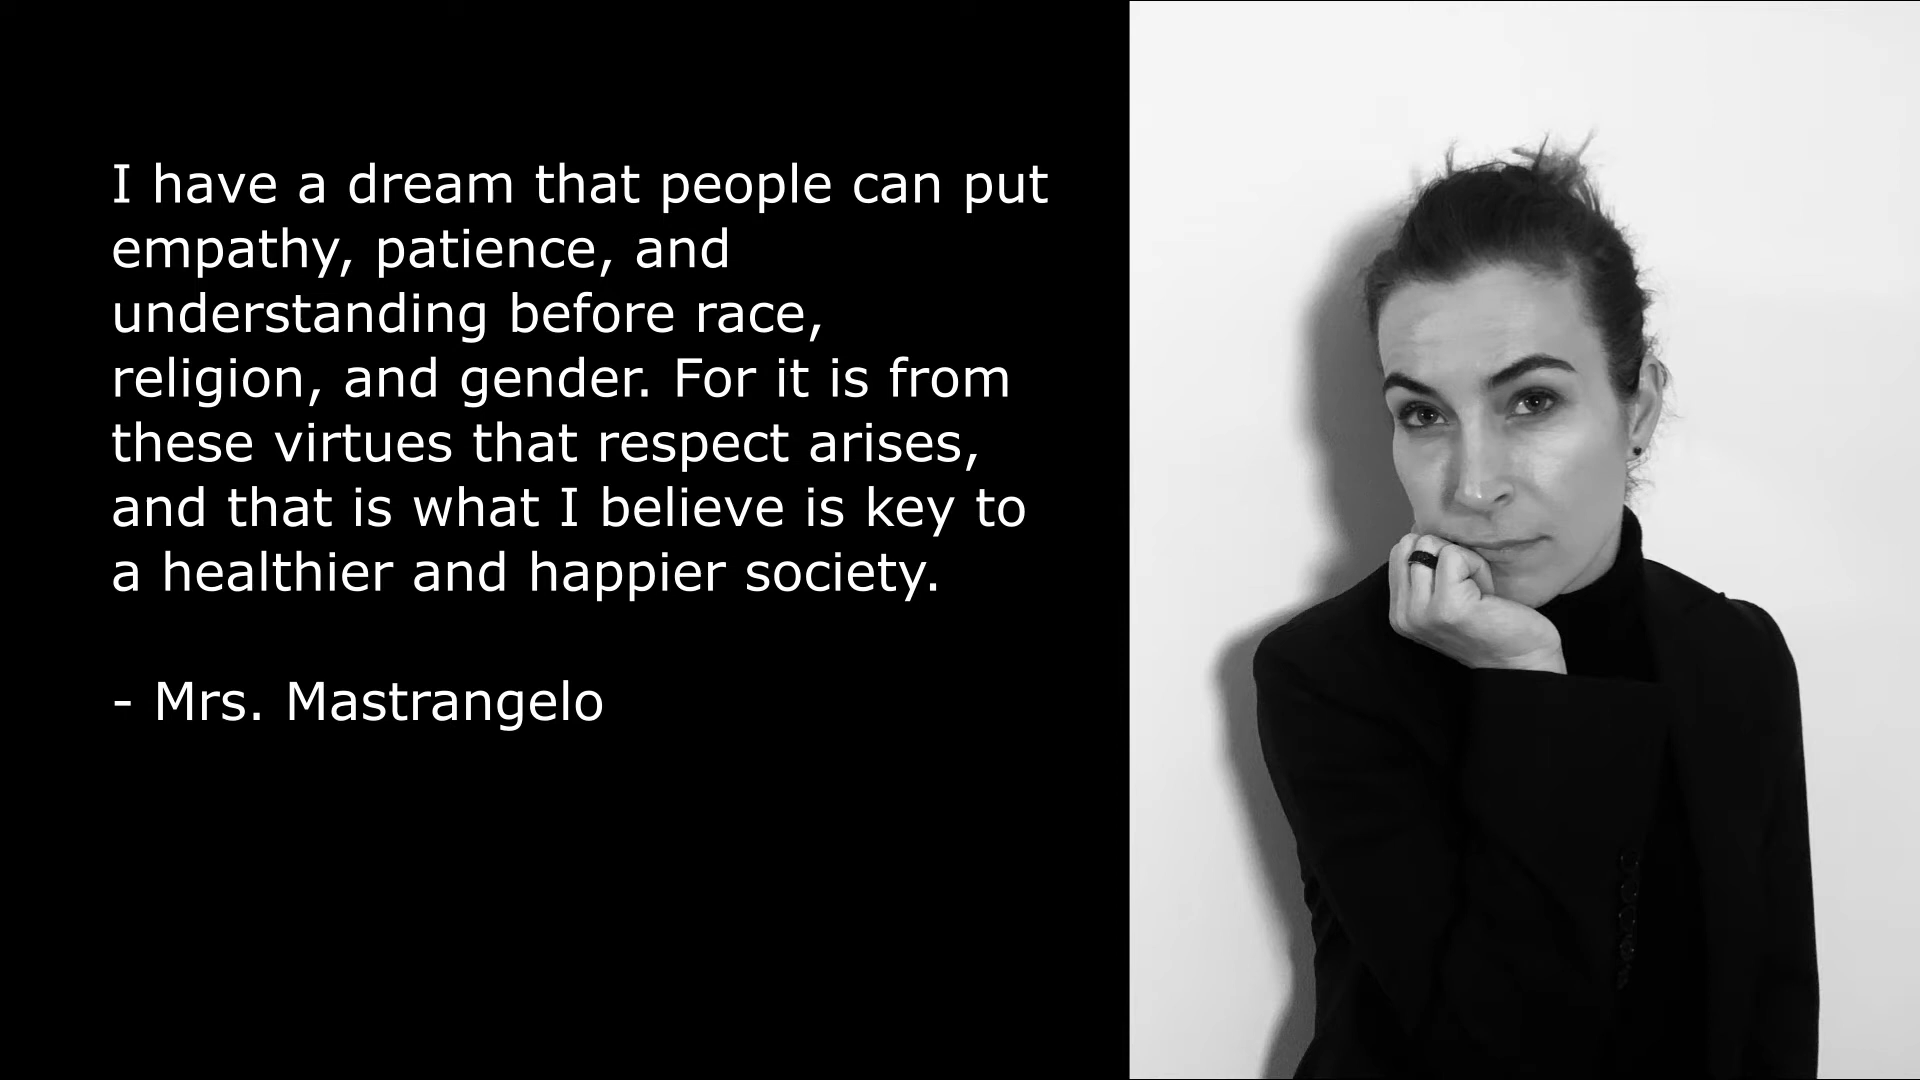 I have a dream that people can put
empathy, patience, and
understanding before race,
religion, and gender. For it is from
these virtues that respect arises,
and that is what I believe is key to
a healthier and happier society.
- Mrs. Mastrangelo